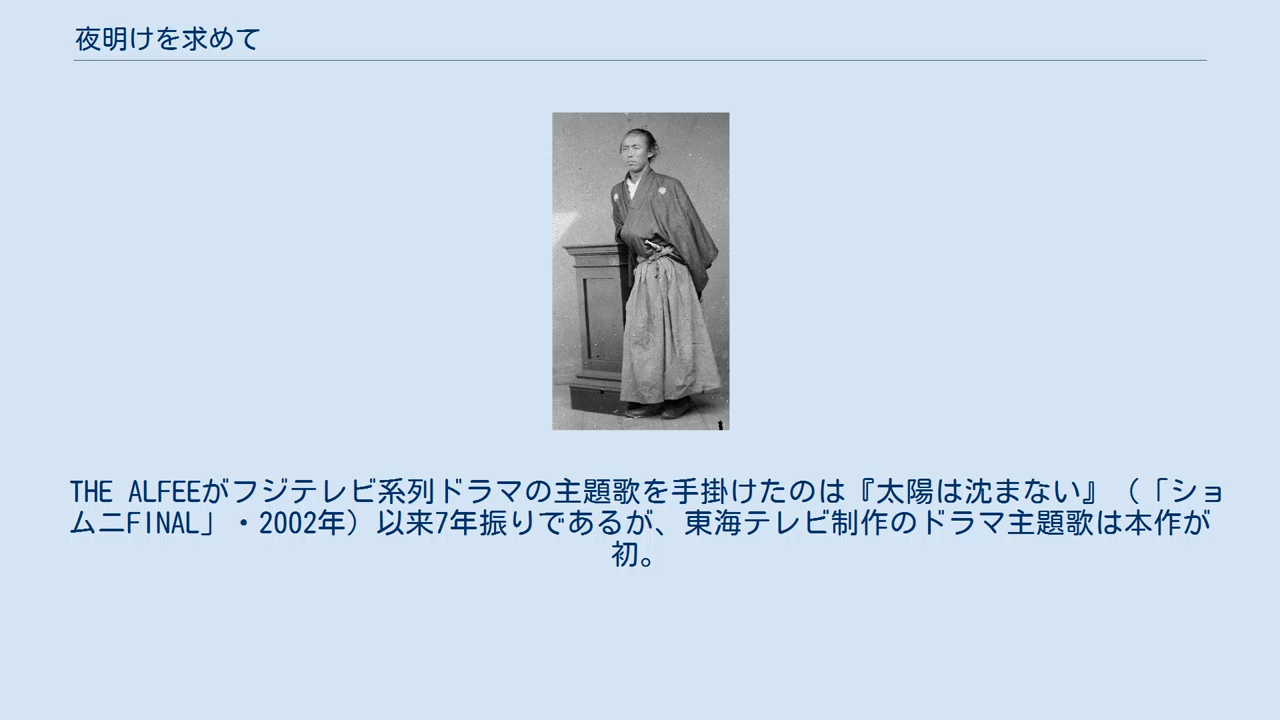 夜明けを求めて
THE ALFEEがフジテレビ系列ドラマの主題歌を手掛けたのは『太陽は沈まない』（「ショ
ムニFINAL」・2002年）以来7年振りであるが、東海テレビ制作のドラマ主題歌は本作が
初。